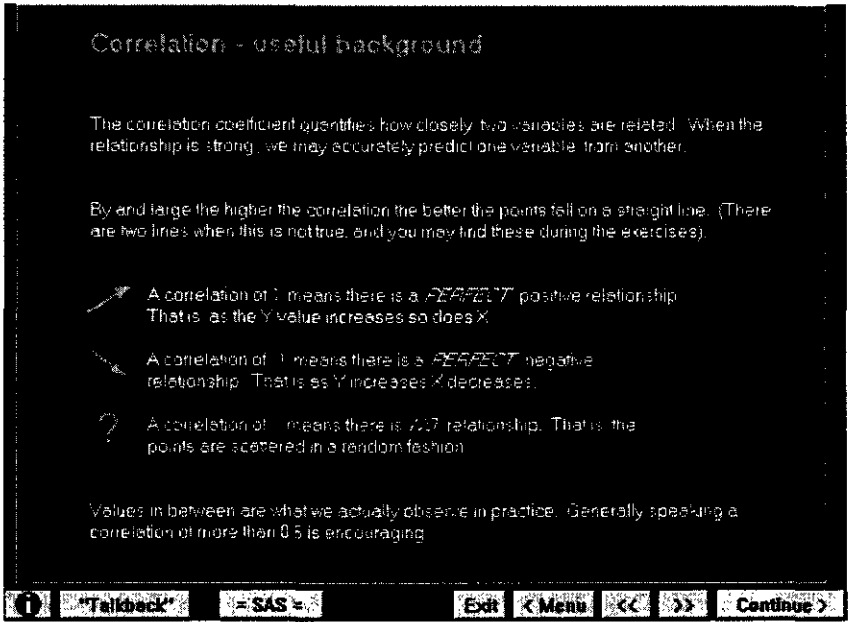 Correlation - useful background
The correlation coefficient quantifies how closely two variables are related. When the
relationship is strong, we may accurately predict one variable from another.
By and large the higher the correlation the better the points fall on a straight line. (There
are two lines when this is not true, and you may find these during the exercises).
A correlation of 1 means there is a PERFECT positive relationship.
That is, as the Y value increases so does X
A correlation of 1 means there is a PERFECT negative
relationship. That is as Y increases X decreases.
? A correlation of means there is relationship. That is, the
points are scattered in a random fashion
Values in between are what we actually observe in practice. Generally speaking a
correlation of more than 0.5 is encouraging
i "Talkback" = SAS = Exit < Menu << >> Continue >